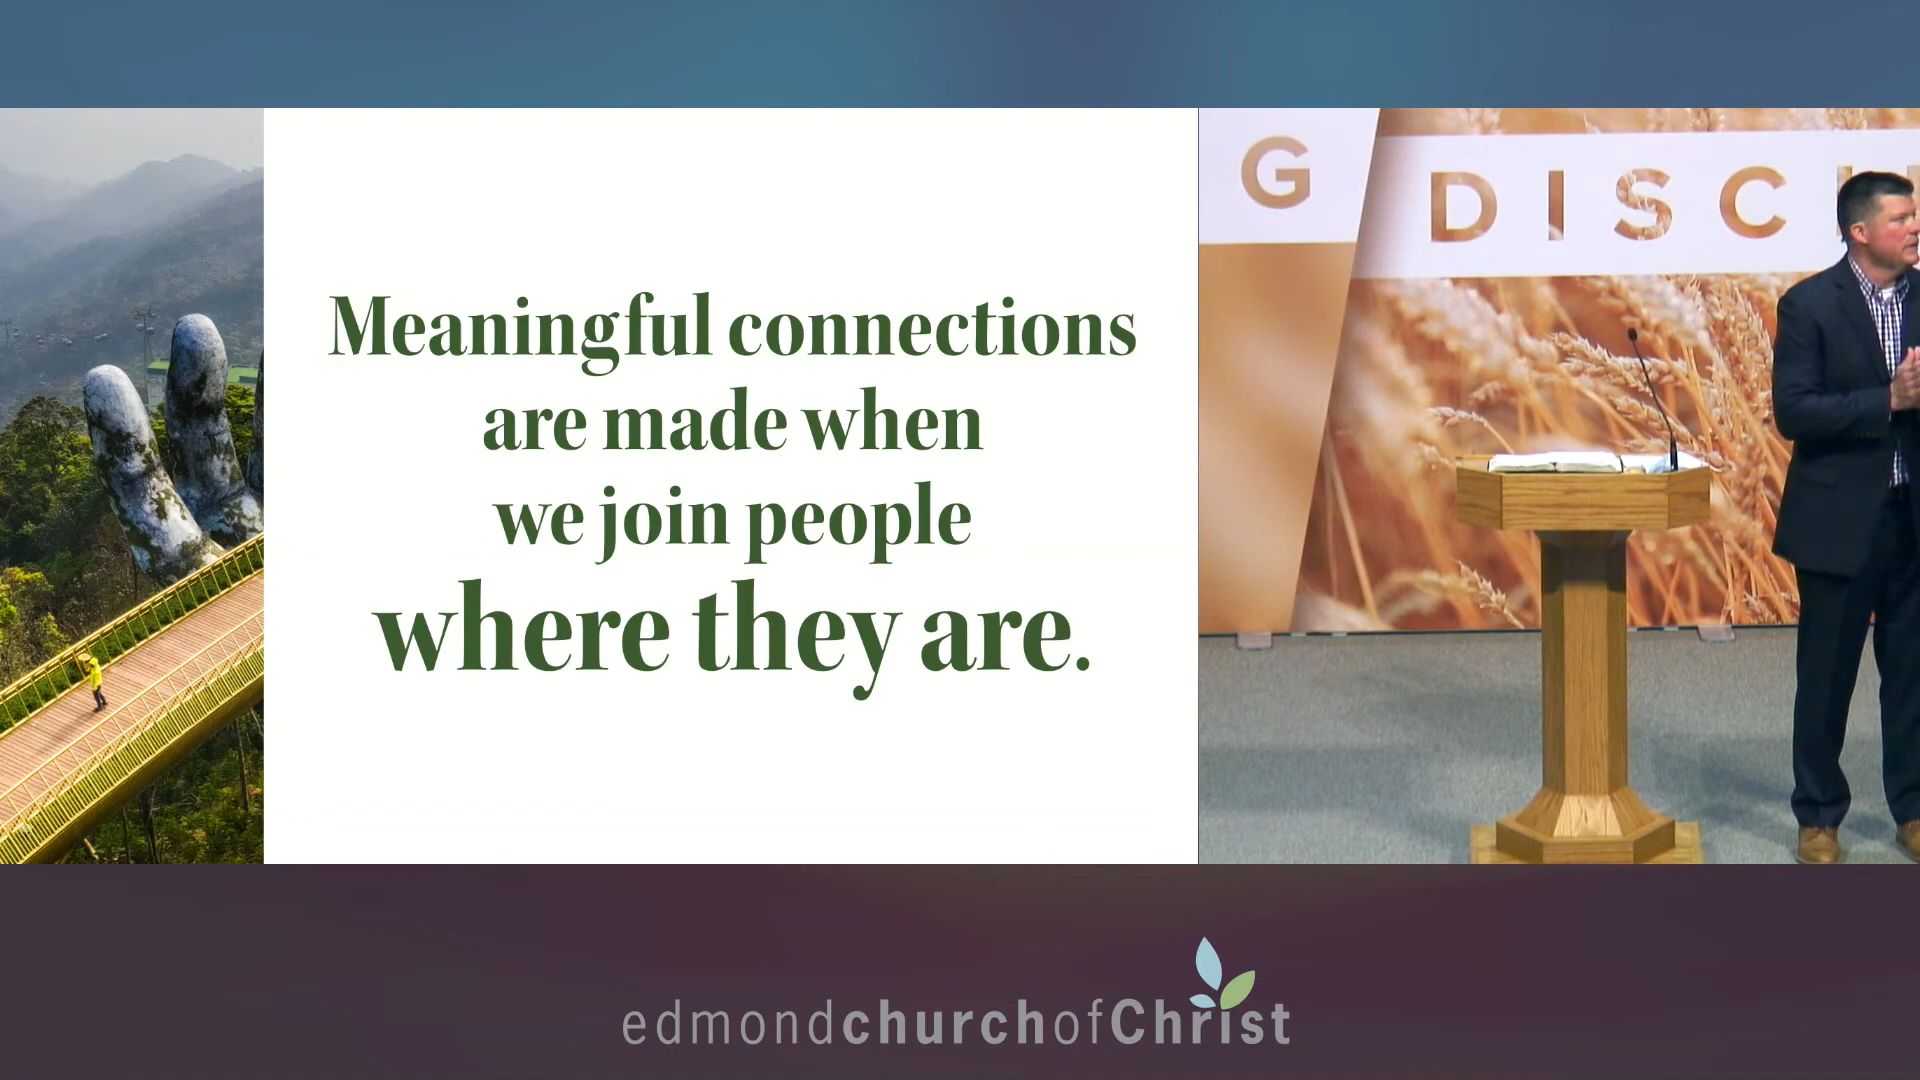 Meaningful connections
are made when
we join people
where they are.
G
DISC
edmondchurchofChrist